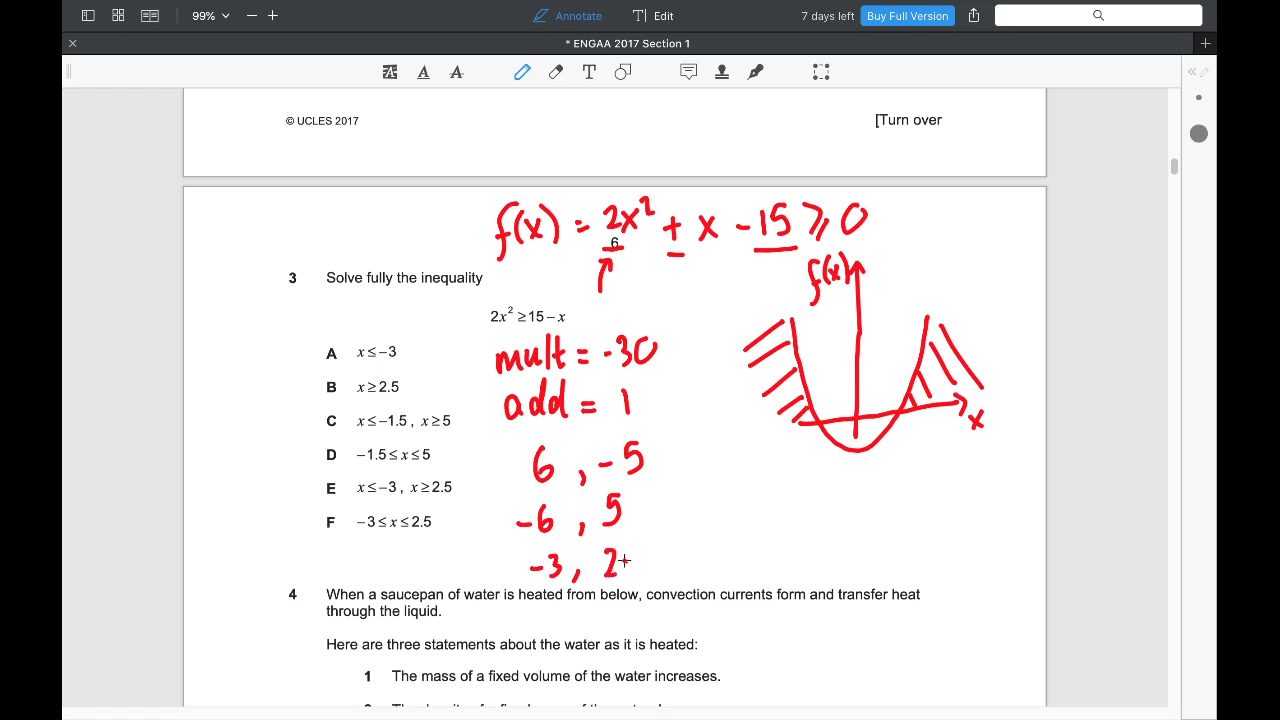 99%
Annotate
Edit
7 days left
Buy Full Version
* ENGAA 2017 Section 1
© UCLES 2017
[Turn over
f(x) = 2x² + x - 15 ≥ 0
6
f(x)
3 Solve fully the inequality
2x² ≥ 15 – x
A x ≤ –3
mult = -30
B x ≥ 2.5
add = 1
C x ≤ –1.5 , x ≥ 5
x
D –1.5 ≤ x ≤ 5
6 , -5
E x ≤ –3 , x ≥ 2.5
F –3 ≤ x ≤ 2.5
-6 , 5
-3, 2
4 When a saucepan of water is heated from below, convection currents form and transfer heat
through the liquid.
Here are three statements about the water as it is heated:
1 The mass of a fixed volume of the water increases.